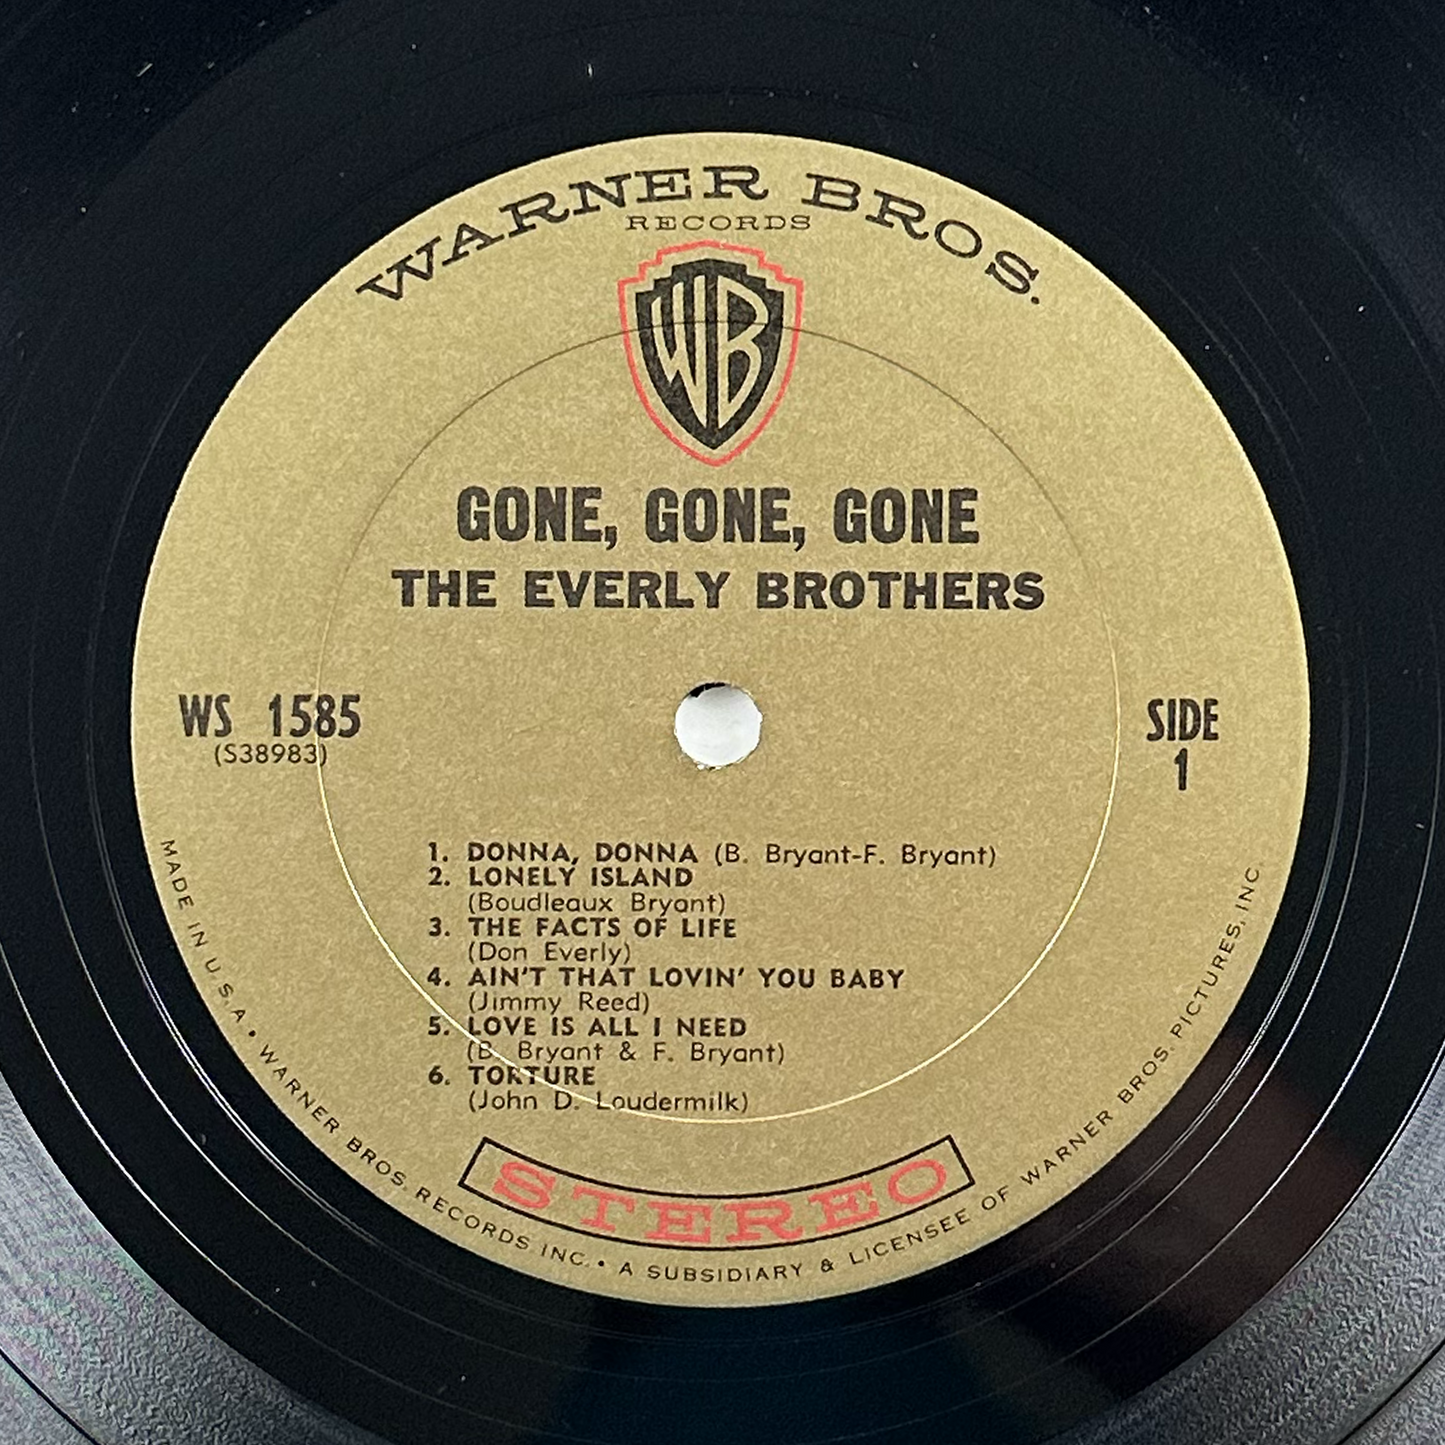 WARNER BROS.
RECORDS
WB
GONE, GONE, GONE
THE EVERLY BROTHERS
WS 1585
(S38983)
SIDE
1
1. DONNA, DONNA (B. Bryant-F. Bryant)
2. LONELY ISLAND
(Boudleaux Bryant)
3. THE FACTS OF LIFE
(Don Everly)
4. AIN'T THAT LOVIN' YOU BABY
(Jimmy Reed)
5. LOVE IS ALL I NEED
(B. Bryant & F. Bryant)
6. TORTURE
(John D. Loudermilk)
STEREO
MADE IN U.S.A. • WARNER BROS. RECORDS INC. • A SUBSIDIARY & LICENSEE OF WARNER BROS. PICTURES, INC.